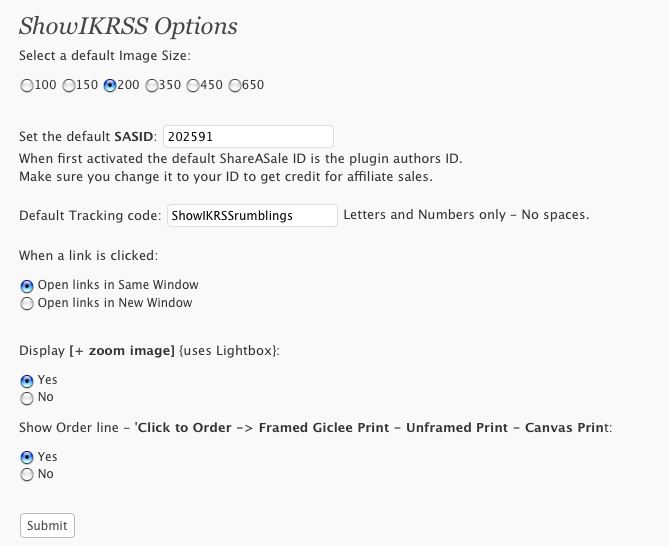 ShowIKRSS Options
Select a default Image Size:
100 150 200 350 450 650
Set the default SASID: 202591
When first activated the default ShareASale ID is the plugin authors ID.
Make sure you change it to your ID to get credit for affiliate sales.
Default Tracking code: ShowIKRSSrumblings Letters and Numbers only – No spaces.
When a link is clicked:
Open links in Same Window
Open links in New Window
Display [+ zoom image] {uses Lightbox}:
Yes
No
Show Order line – 'Click to Order -> Framed Giclee Print – Unframed Print – Canvas Print:
Yes
No
Submit